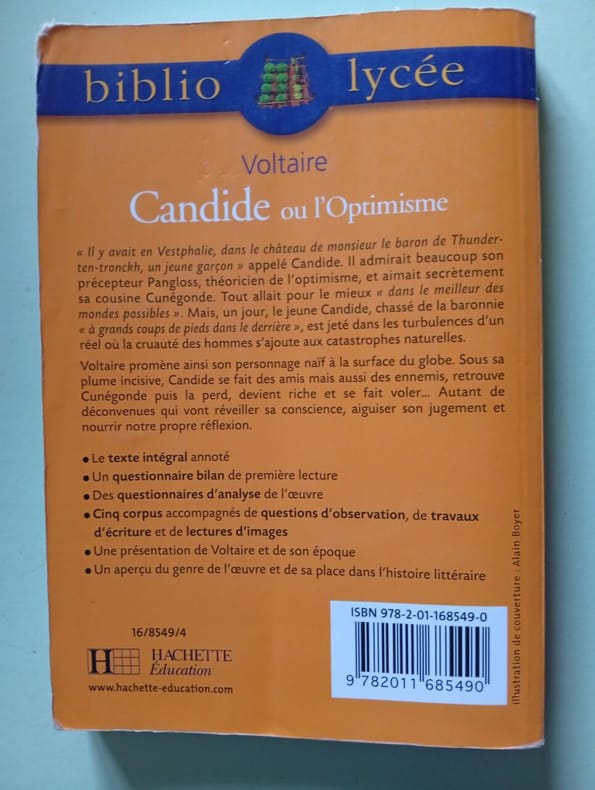 biblio lycée
Voltaire
Candide ou l'Optimisme
« Il y avait en Vestphalie, dans le château de monsieur le baron de Thunder-
ten-tronckh, un jeune garçon » appelé Candide. Il admirait beaucoup son
précepteur Pangloss, théoricien de l'optimisme, et aimait secrètement
sa cousine Cunégonde. Tout allait pour le mieux « dans le meilleur des
mondes possibles ». Mais, un jour, le jeune Candide, chassé de la baronnie
« à grands coups de pieds dans le derrière », est jeté dans les turbulences d'un
réel où la cruauté des hommes s'ajoute aux catastrophes naturelles.
Voltaire promène ainsi son personnage naïf à la surface du globe. Sous sa
plume incisive, Candide se fait des amis mais aussi des ennemis, retrouve
Cunégonde puis la perd, devient riche et se fait voler... Autant de
déconvenues qui vont réveiller sa conscience, aiguiser son jugement et
nourrir notre propre réflexion.
• Le texte intégral annoté
• Un questionnaire bilan de première lecture
• Des questionnaires d'analyse de l'œuvre
• Cinq corpus accompagnés de questions d'observation, de travaux
d'écriture et de lectures d'images
• Une présentation de Voltaire et de son époque
• Un aperçu du genre de l'œuvre et de sa place dans l'histoire littéraire
16/8549/4
H HACHETTE
Éducation
www.hachette-education.com
ISBN 978-2-01-168549-0
9 782011 685490
illustration de couverture : Alain Boyer